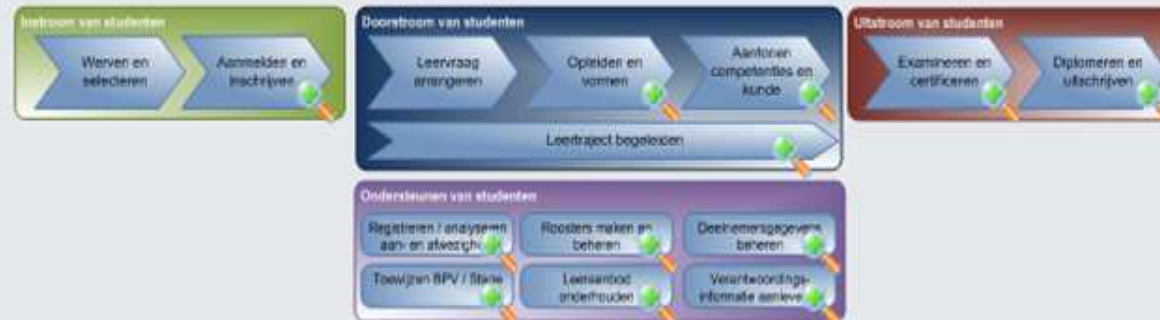 Instroom van studenten
Werven en
selecteren
Aanmelden en
inschrijven
Doorstroom van studenten
Leervraag
arrangeren
Opleiden en
vormen
Aantonen
competenties en
kunde
Leertraject begeleiden
Uitstroom van studenten
Examineren en
certificeren
Diplomeren en
uitschrijven
Ondersteunen van studenten
Registreren / analyseren
aan- en afwezigh
Roosters maken en
beheren
Deelnemersgegevens
beheren
Toewijzen BPV / Stage
Leeraanbod
onderhouden
Verantwoordings-
informatie aanleve